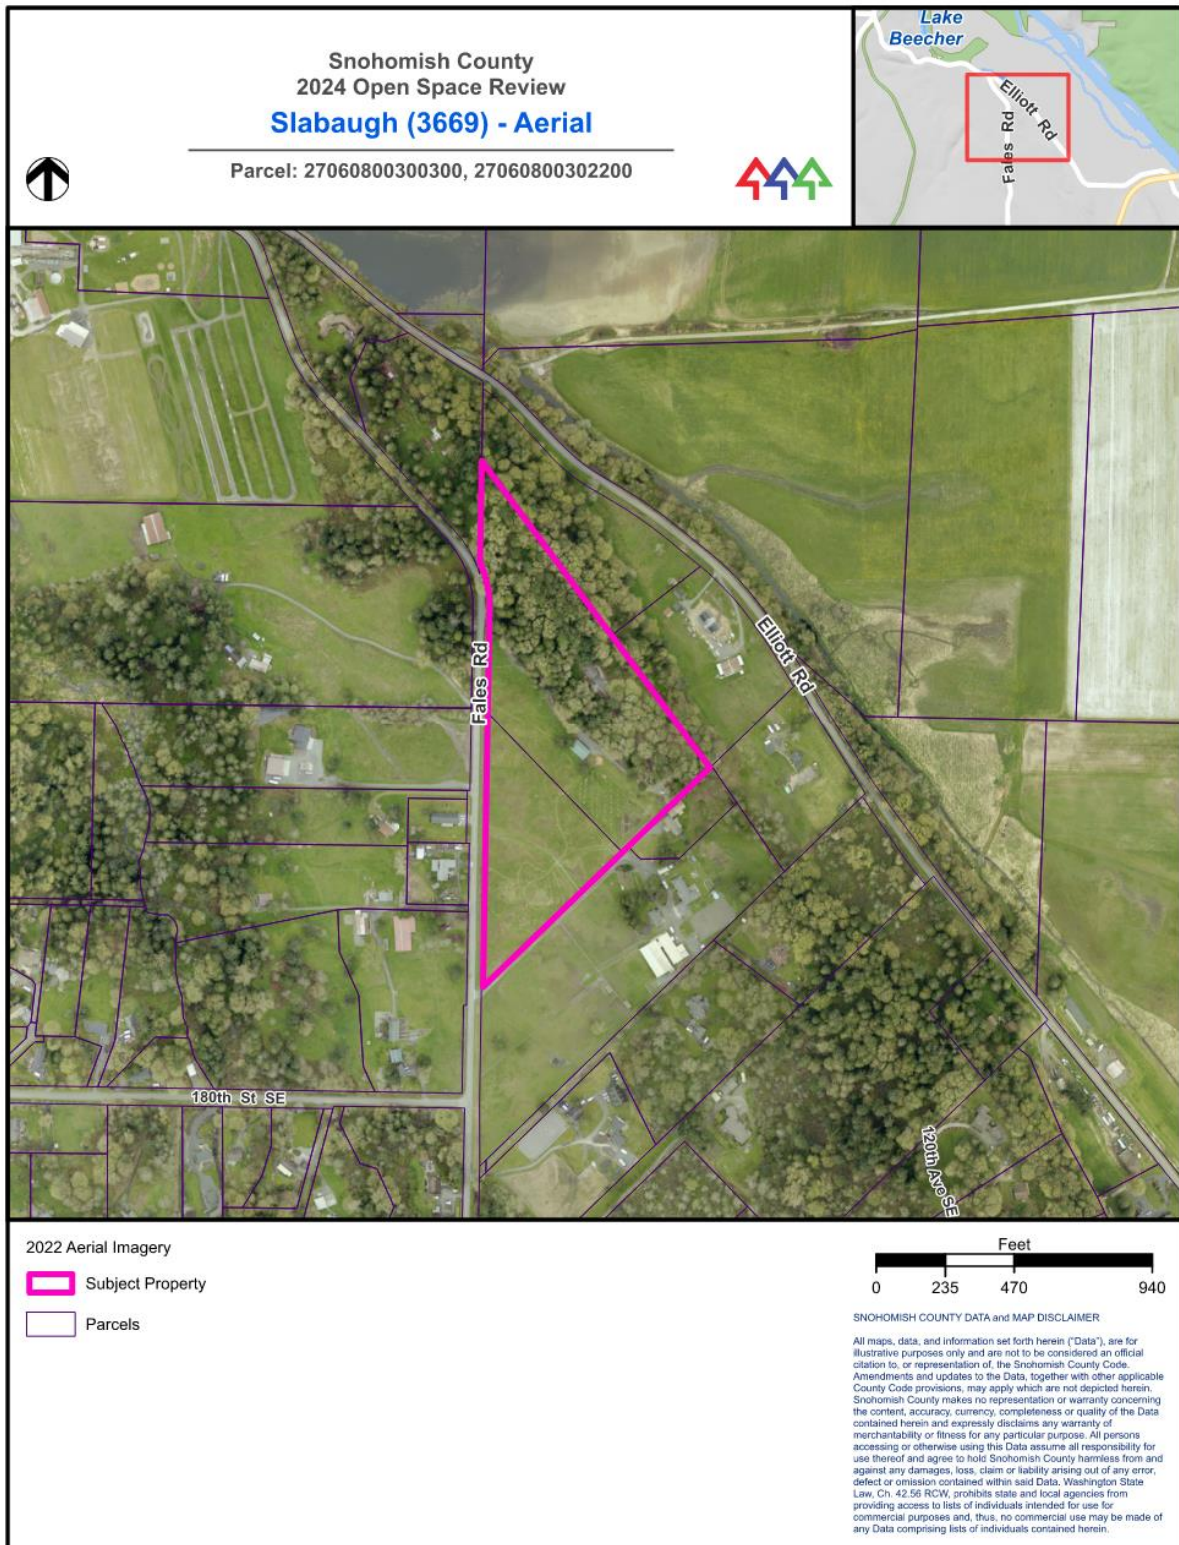 Snohomish County
2024 Open Space Review
Slabaugh (3669) - Aerial
Parcel: 27060800300300, 27060800302200
Lake
Beecher
Elliott Rd
Fales Rd
Elliott Rd
Fales Rd
180th St SE
120th Ave SE
2022 Aerial Imagery
Subject Property
Parcels
Feet
0 235 470 940
SNOHOMISH COUNTY DATA and MAP DISCLAIMER
All maps, data, and information set forth herein ("Data"), are for
illustrative purposes only and are not to be considered an official
citation to, or representation of, the Snohomish County Code.
Amendments and updates to the Data, together with other applicable
County Code provisions, may apply which are not depicted herein.
Snohomish County makes no representation or warranty concerning
the content, accuracy, currency, completeness or quality of the Data
contained herein and expressly disclaims any warranty of
merchantability or fitness for any particular purpose. All persons
accessing or otherwise using this Data assume all responsibility for
use thereof and agree to hold Snohomish County harmless from and
against any damages, loss, claim or liability arising out of any error,
defect or omission contained within said Data. Washington State
Law, Ch. 42.56 RCW, prohibits state and local agencies from
providing access to lists of individuals intended for use for
commercial purposes and, thus, no commercial use may be made of
any Data comprising lists of individuals contained herein.